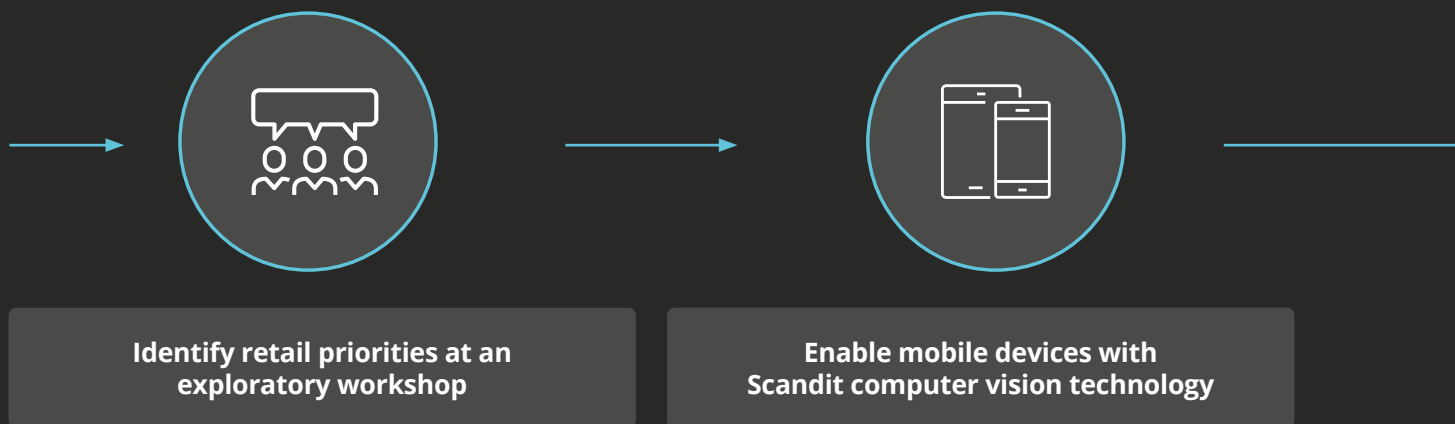 Identify retail priorities at an
exploratory workshop
Enable mobile devices with
Scandit computer vision technology